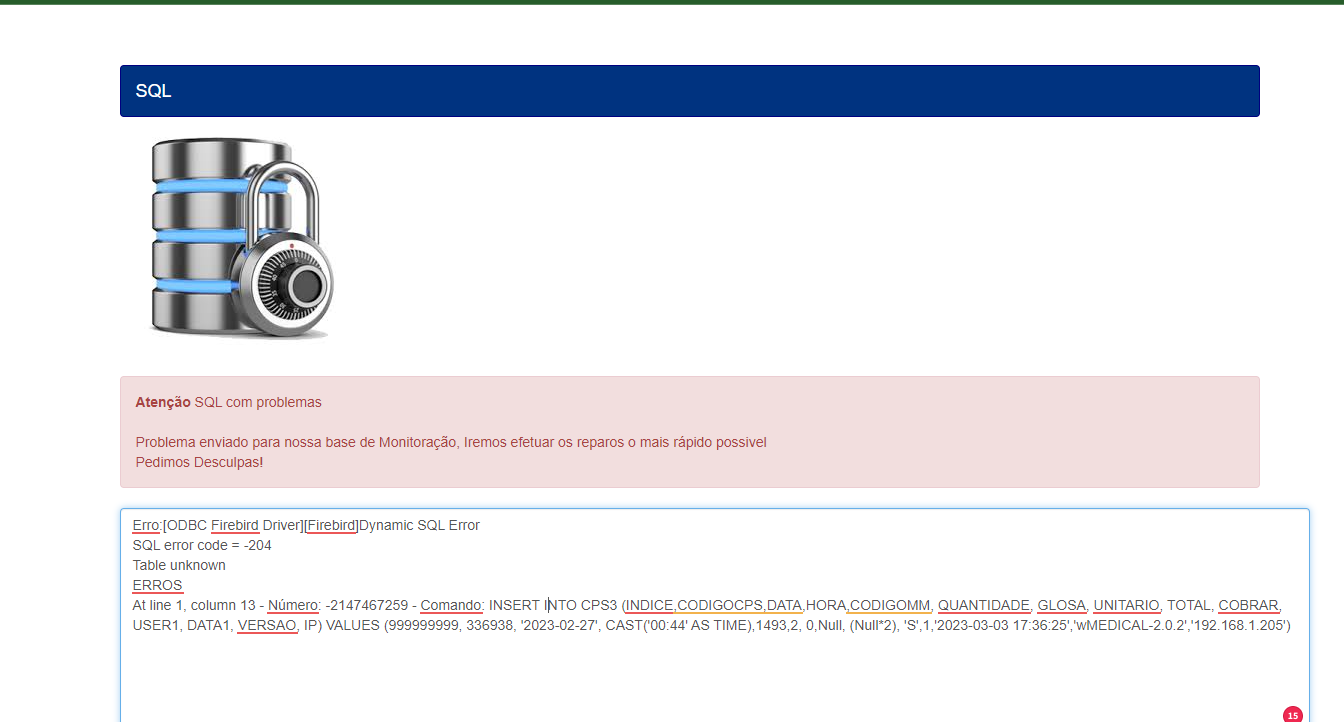 SQL
Atenção SQL com problemas
Problema enviado para nossa base de Monitoração, Iremos efetuar os reparos o mais rápido possivel
Pedimos Desculpas!
Erro:[ODBC Firebird Driver][Firebird]Dynamic SQL Error
SQL error code = -204
Table unknown
ERROS
At line 1, column 13 - Número: -2147467259 - Comando: INSERT INTO CPS3 (INDICE,CODIGOCPS,DATA,HORA,CODIGOMM, QUANTIDADE, GLOSA, UNITARIO, TOTAL, COBRAR,
USER1, DATA1, VERSAO, IP) VALUES (999999999, 336938, '2023-02-27', CAST('00:44' AS TIME),1493,2, 0,Null, (Null*2), 'S',1,'2023-03-03 17:36:25','wMEDICAL-2.0.2','192.168.1.205')
15